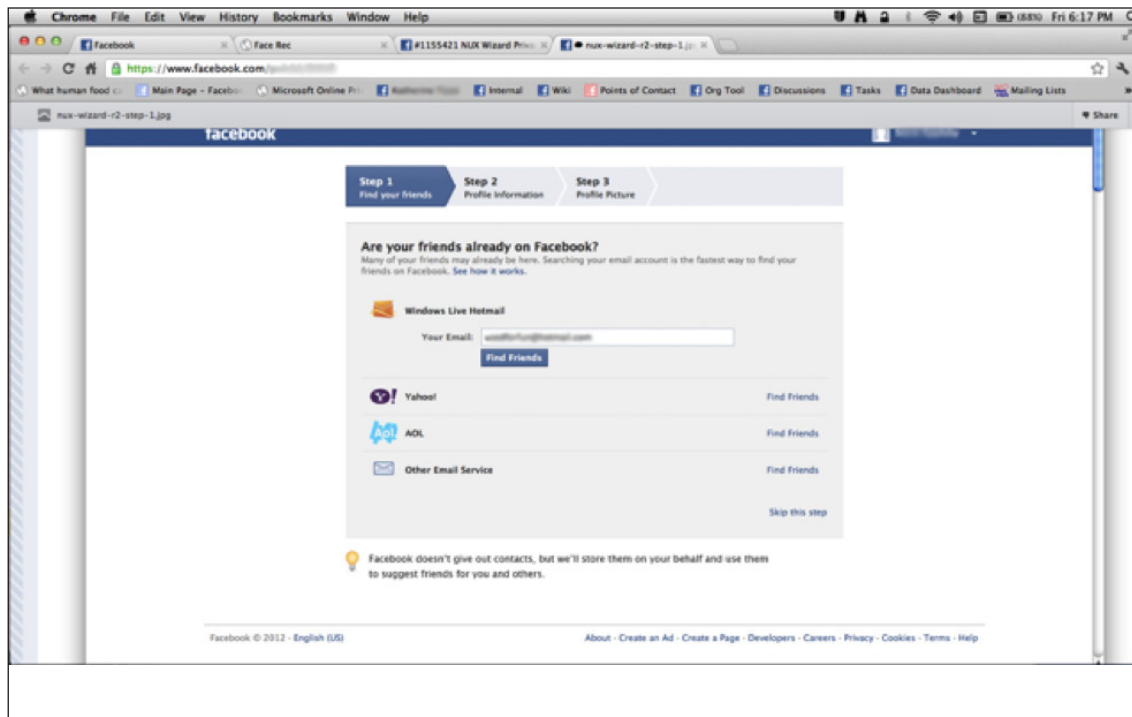 Chrome File Edit View History Bookmarks Window Help
Fri 6:17 PM
Facebook
Face Rec
#1155421 NUX Wizard Priva
nux-wizard-r2-step-1.jp
https://www.facebook.com/
What human food c
Main Page - Facebo
Microsoft Online Pri
Internal
Wiki
Points of Contact
Org Tool
Discussions
Tasks
Data Dashboard
Mailing Lists
nux-wizard-r2-step-1.jpg
Share
facebook
Step 1
Find your friends
Step 2
Profile Information
Step 3
Profile Picture
Are your friends already on Facebook?
Many of your friends may already be here. Searching your email account is the fastest way to find your
friends on Facebook. See how it works.
Windows Live Hotmail
Your Email:
Find Friends
Yahoo! Find Friends
AOL Find Friends
Other Email Service Find Friends
Skip this step
Facebook doesn't give out contacts, but we'll store them on your behalf and use them
to suggest friends for you and others.
Facebook © 2012 · English (US)
About · Create an Ad · Create a Page · Developers · Careers · Privacy · Cookies · Terms · Help